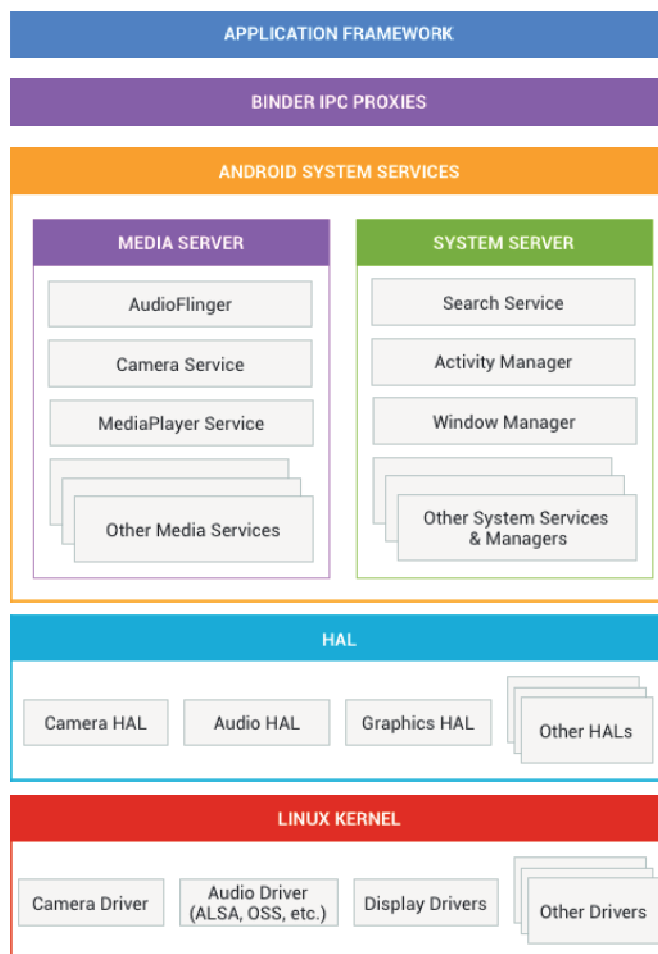 APPLICATION FRAMEWORK
BINDER IPC PROXIES
ANDROID SYSTEM SERVICES
MEDIA SERVER
AudioFlinger
Camera Service
MediaPlayer Service
Other Media Services
SYSTEM SERVER
Search Service
Activity Manager
Window Manager
Other System Services
& Managers
HAL
Camera HAL
Audio HAL
Graphics HAL
Other HALs
LINUX KERNEL
Camera Driver
Audio Driver
(ALSA, OSS, etc.)
Display Drivers
Other Drivers